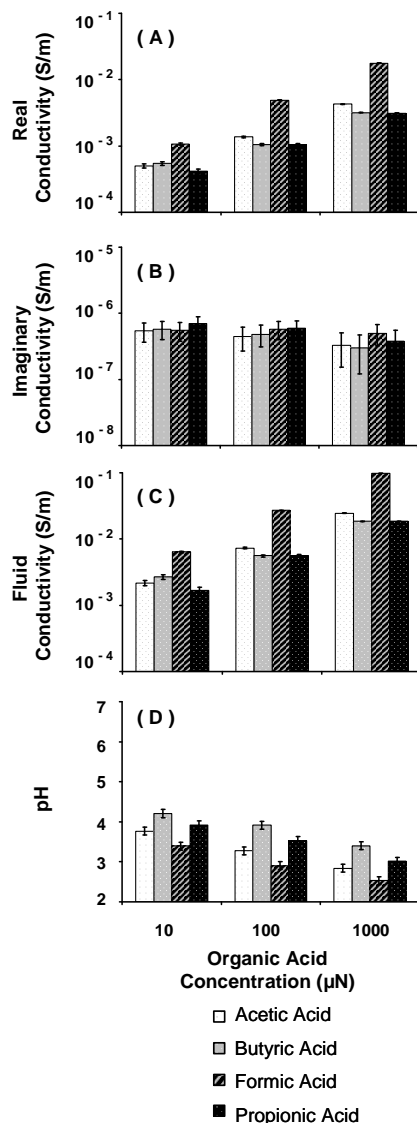 ( A )
Real
Conductivity (S/m)
10 -1
10 -2
10 -3
10 -4
( B )
Imaginary
Conductivity (S/m)
10 -5
10 -6
10 -7
10 -8
( C )
Fluid
Conductivity (S/m)
10 -1
10 -2
10 -3
10 -4
( D )
pH
7
6
5
4
3
2
10 100 1000
Organic Acid
Concentration (µN)
Acetic Acid
Butyric Acid
Formic Acid
Propionic Acid